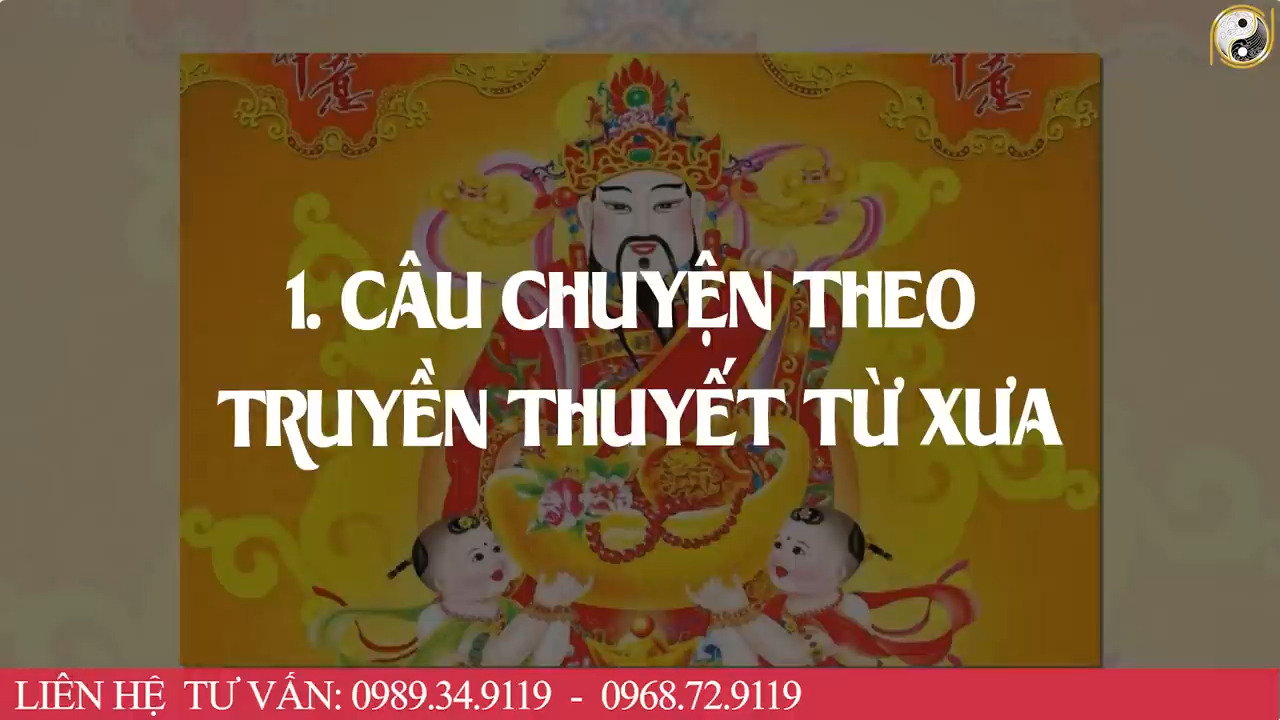 1. CÂU CHUYỆN THEO
TRUYỀN THUYẾT TỪ XƯA
LIÊN HỆ TƯ VẤN: 0989.34.9119 - 0968.72.9119